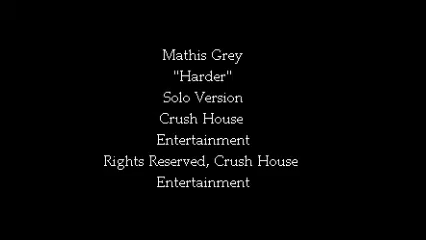 Mathis Grey
"Harder"
Solo Version
Crush House
Entertainment
Rights Reserved, Crush House
Entertainment